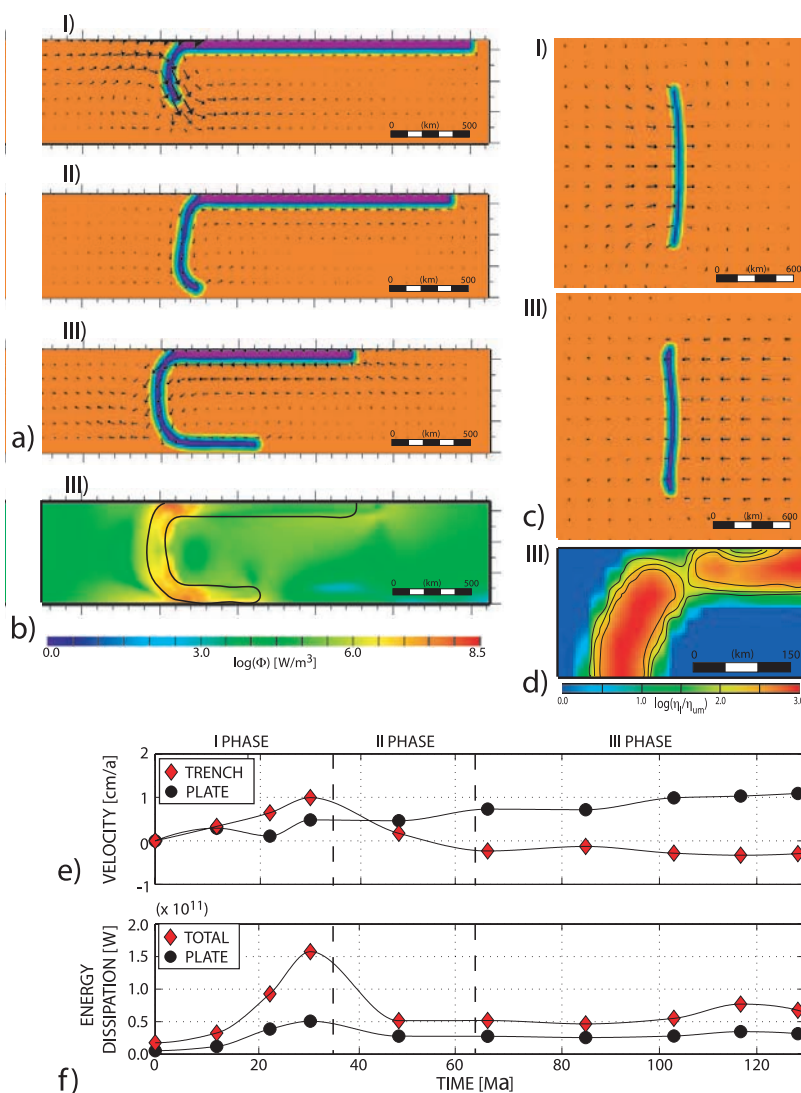 I)
0 (km) 500
II)
0 (km) 500
III)
0 (km) 500
a)
III)
0 (km) 500
b)
0.0 3.0 6.0 8.5
log(Φ) [W/m³]
I)
0 (km) 600
III)
0 (km) 600
c)
III)
0 (km) 150
d)
0.0 1.0 2.0 3.0
log(η_l/η_um)
I PHASE II PHASE III PHASE
VELOCITY [cm/a]
2
1
0
-1
TRENCH
PLATE
e)
(x 10¹¹)
ENERGY
DISSIPATION [W]
2.0
1.5
1.0
0.5
0.0
TOTAL
PLATE
0 20 40 60 80 100 120
TIME [Ma]
f)